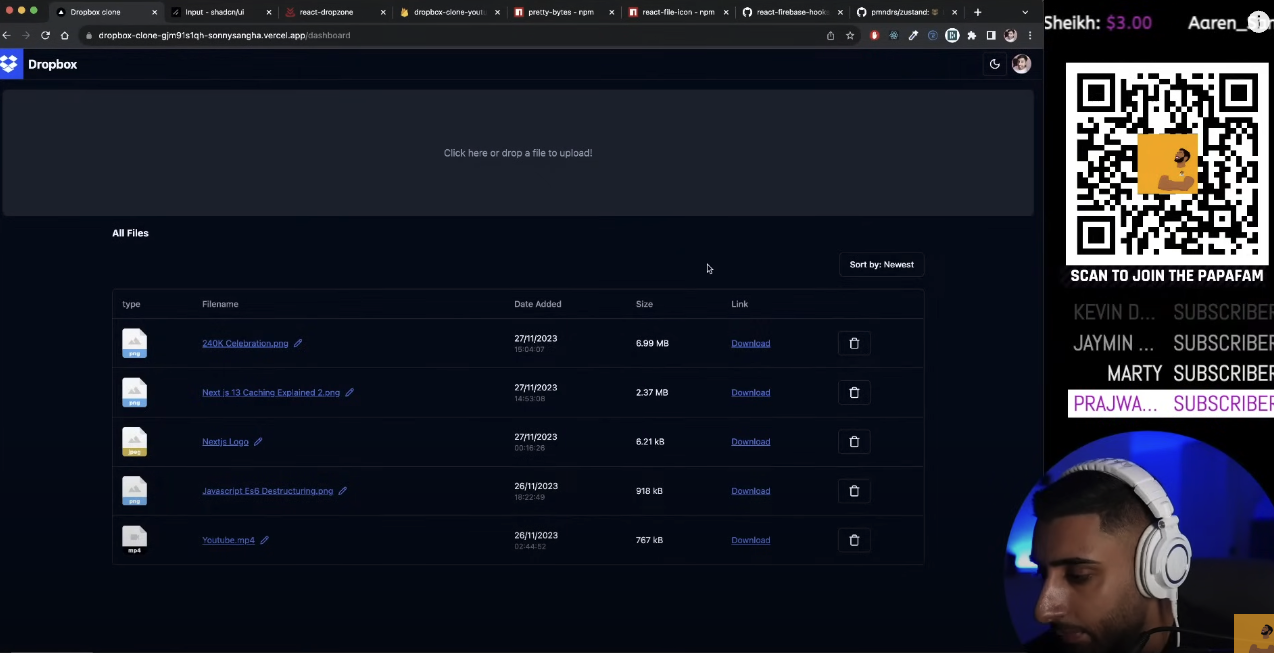 Dropbox clone
Input - shadcn/ui
react-dropzone
dropbox-clone-yout
pretty-bytes - npm
react-file-icon - npm
react-firebase-hook
pmndrs/zustand:
dropbox-clone-gjm91s1qh-sonnysangha.vercel.app/dashboard
Sheikh: $3.00
Dropbox
Click here or drop a file to upload!
All Files
Sort by: Newest
type Filename Date Added Size Link
240K Celebration.png 27/11/2023 6.99 MB Download
png 15:04:07
Next js 13 Caching Explained 2.png 27/11/2023 2.37 MB Download
png 14:53:08
Nextjs Logo 27/11/2023 6.21 kB Download
jpeg 00:16:26
Javascript Es6 Destructuring.png 26/11/2023 918 kB Download
png 18:22:49
Youtube.mp4 26/11/2023 767 kB Download
mp4 02:44:52
SCAN TO JOIN THE PAPAFAM
KEVIN D... SUBSCRIBER
JAYMIN ... SUBSCRIBER
MARTY SUBSCRIBER
PRAJWA... SUBSCRIBER